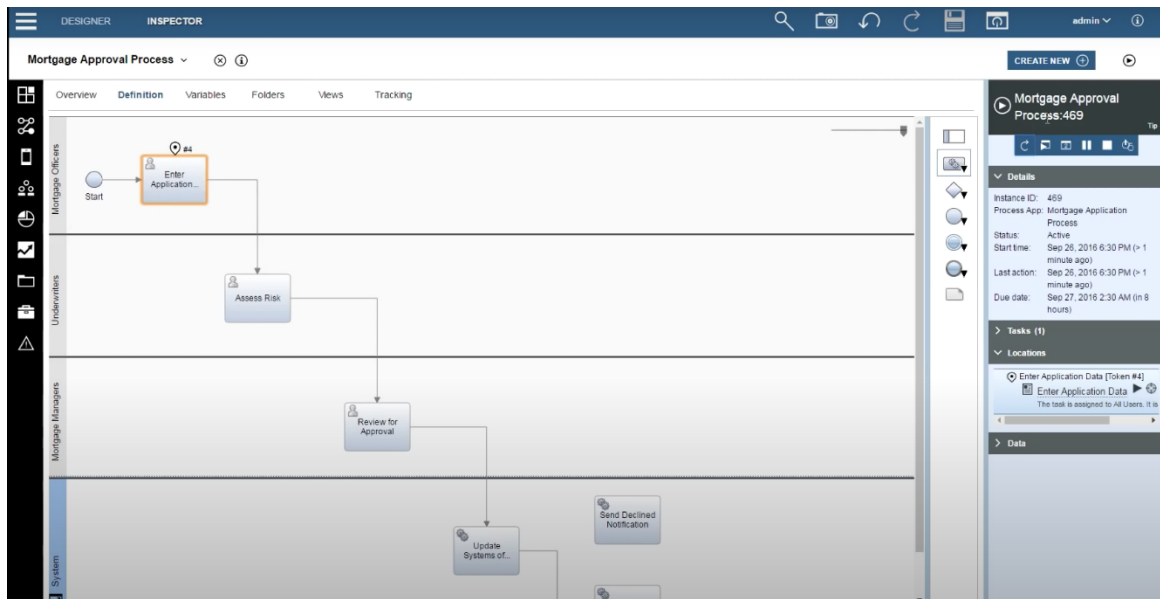 DESIGNER INSPECTOR admin
Mortgage Approval Process CREATE NEW
Overview Definition Variables Folders Views Tracking
Mortgage Officers
Start
#4
Enter
Application...
Underwriters
Assess Risk
Mortgage Managers
Review for
Approval
System
Update
Systems of...
Send Declined
Notification
Mortgage Approval
Process:469
Tip
Details
Instance ID: 469
Process App: Mortgage Application
Process
Status: Active
Start time: Sep 26, 2016 6:30 PM (> 1
minute ago)
Last action: Sep 26, 2016 6:30 PM (> 1
minute ago)
Due date: Sep 27, 2016 2:30 AM (in 8
hours)
Tasks (1)
Locations
Enter Application Data [Token #4]
Enter Application Data
The task is assigned to All Users. It is
Data